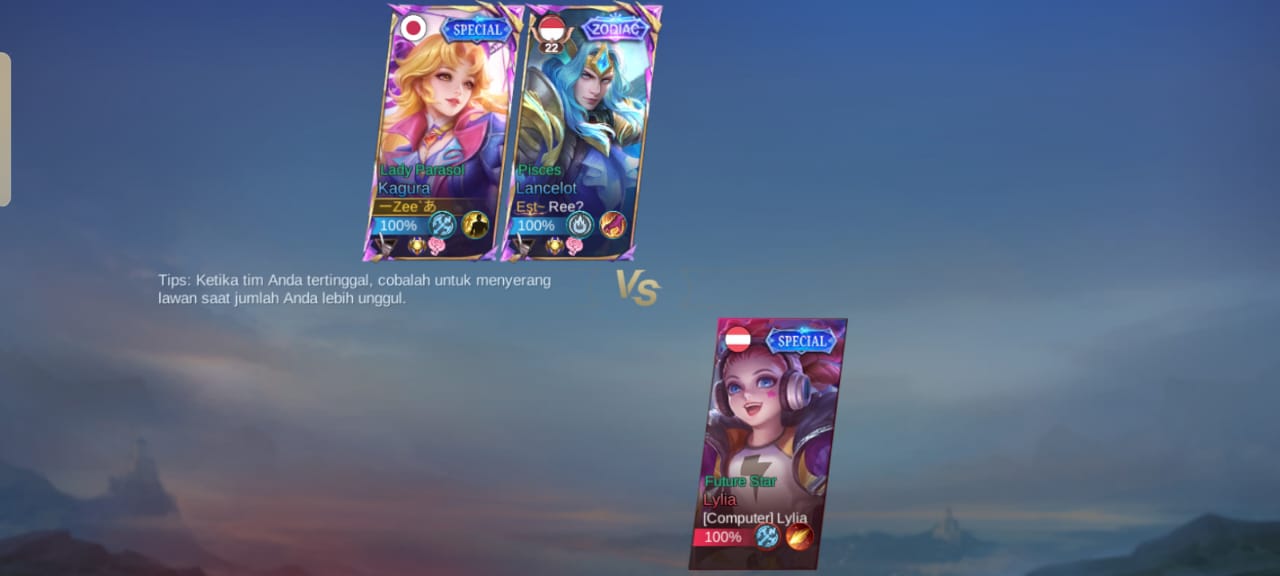 SPECIAL
Lady Parasol
Kagura
一Zee`あ
100%
ZODIAC
22
Pisces
Lancelot
Est~ Ree?
100%
Tips: Ketika tim Anda tertinggal, cobalah untuk menyerang
lawan saat jumlah Anda lebih unggul.
VS
SPECIAL
Future Star
Lylia
[Computer] Lylia
100%